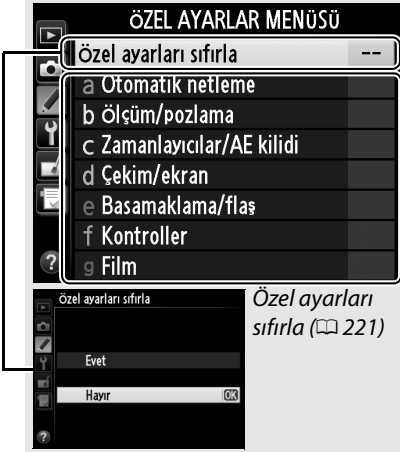 ÖZEL AYARLAR MENÜSÜ
Özel ayarları sıfırla --
a Otomatik netleme
b Ölçüm/pozlama
c Zamanlayıcılar/AE kilidi
d Çekim/ekran
e Basamaklama/flaş
f Kontroller
g Film
?
Özel ayarları sıfırla
Evet
Hayır OK
?
Özel ayarları
sıfırla (221)